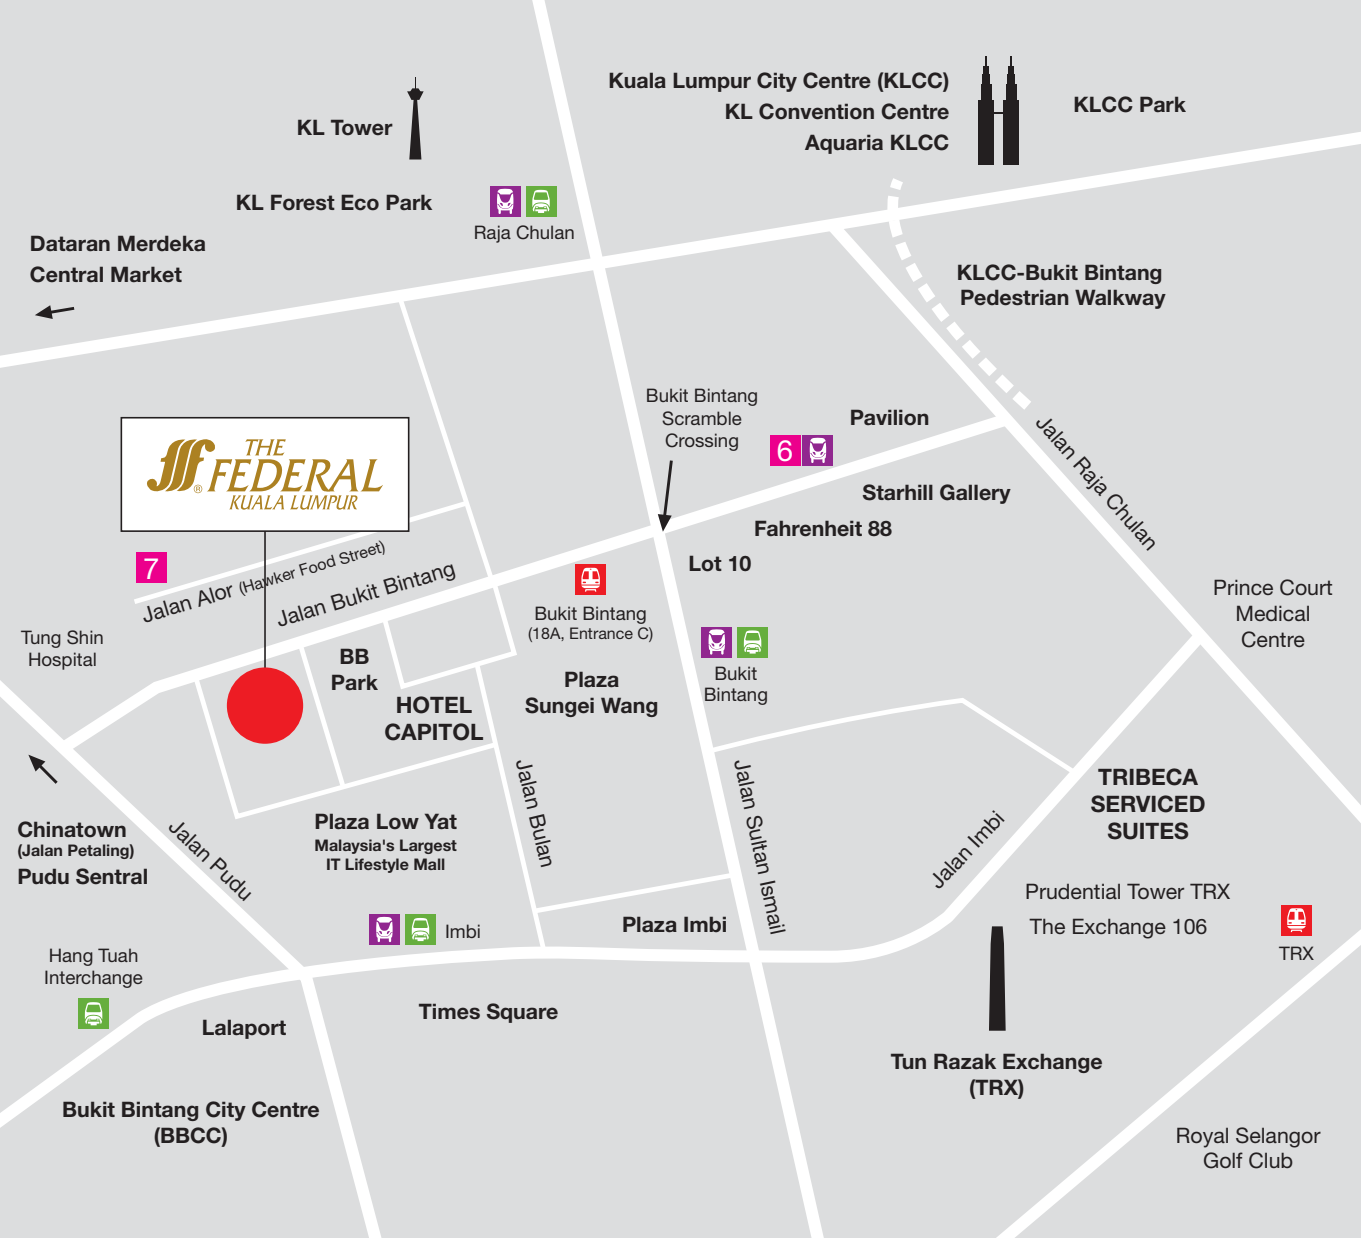 Kuala Lumpur City Centre (KLCC)
KL Convention Centre
Aquaria KLCC
KLCC Park
KL Tower
KL Forest Eco Park
Raja Chulan
Dataran Merdeka
Central Market
KLCC-Bukit Bintang
Pedestrian Walkway
Bukit Bintang
Scramble
Crossing
Pavilion
6
Jalan Raja Chulan
THE
FEDERAL
®
KUALA LUMPUR
Starhill Gallery
Fahrenheit 88
Lot 10
7
Jalan Alor (Hawker Food Street)
Jalan Bukit Bintang
Bukit Bintang
(18A, Entrance C)
Prince Court
Medical
Centre
Tung Shin
Hospital
BB
Park
HOTEL
CAPITOL
Plaza
Sungei Wang
Bukit
Bintang
TRIBECA
SERVICED
SUITES
Chinatown
(Jalan Petaling)
Pudu Sentral
Jalan Pudu
Plaza Low Yat
Malaysia's Largest
IT Lifestyle Mall
Jalan Bulan
Jalan Sultan Ismail
Jalan Imbi
Prudential Tower TRX
The Exchange 106
TRX
Imbi
Plaza Imbi
Hang Tuah
Interchange
Lalaport
Times Square
Tun Razak Exchange
(TRX)
Bukit Bintang City Centre
(BBCC)
Royal Selangor
Golf Club